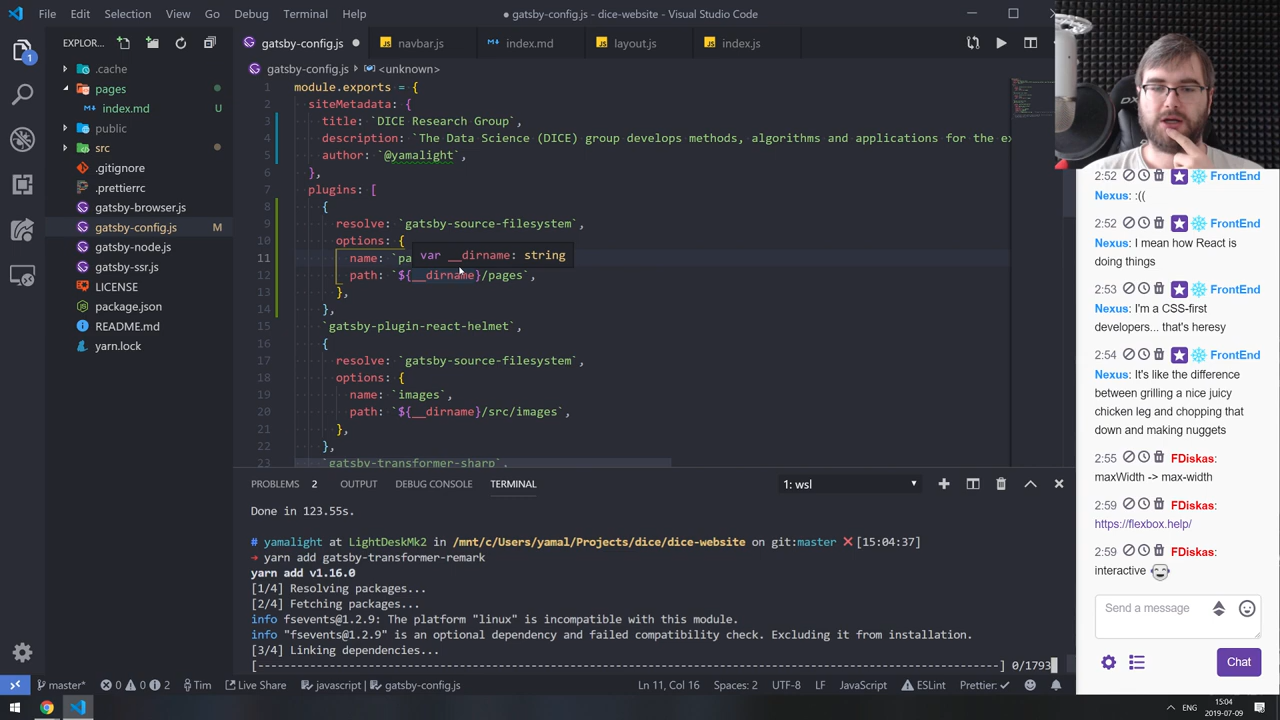 File Edit Selection View Go Debug Terminal Help
● gatsby-config.js - dice-website - Visual Studio Code
EXPLOR...
gatsby-config.js ●
navbar.js
index.md
layout.js
index.js
gatsby-config.js > <unknown>
.cache
pages
index.md
public
src
.gitignore
.prettierrc
gatsby-browser.js
gatsby-config.js M
gatsby-node.js
gatsby-ssr.js
LICENSE
package.json
README.md
yarn.lock
1 module.exports = {
2 siteMetadata: {
3 title: `DICE Research Group`,
4 description: `The Data Science (DICE) group develops methods, algorithms and applications for the ex
5 author: `@yamalight`,
6 },
7 plugins: [
8 {
9 resolve: `gatsby-source-filesystem`,
10 options: {
11 name: `pa
var __dirname: string
12 path: `${__dirname}/pages`,
13 },
14 },
15 `gatsby-plugin-react-helmet`,
16 {
17 resolve: `gatsby-source-filesystem`,
18 options: {
19 name: `images`,
20 path: `${__dirname}/src/images`,
21 },
22 },
23 `gatsby-transformer-sharp`,
PROBLEMS 2 OUTPUT DEBUG CONSOLE TERMINAL
1: wsl
Done in 123.55s.
# yamalight at LightDeskMk2 in /mnt/c/Users/yamal/Projects/dice/dice-website on git:master ❌ [15:04:37]
→ yarn add gatsby-transformer-remark
yarn add v1.16.0
[1/4] Resolving packages...
[2/4] Fetching packages...
info fsevents@1.2.9: The platform "linux" is incompatible with this module.
info "fsevents@1.2.9" is an optional dependency and failed compatibility check. Excluding it from installation.
[3/4] Linking dependencies...
[----------------------------------------------------------------------------------------------------------] 0/1793
master* 0 0 2 Tim Live Share javascript | gatsby-config.js
Ln 11, Col 16 Spaces: 2 UTF-8 LF JavaScript ESLint Prettier: ✓
ENG
15:04
2019-07-09
2:52 FrontEnd
Nexus: :((
2:52 FrontEnd
Nexus: I mean how React is
doing things
2:53 FrontEnd
Nexus: I'm a CSS-first
developers... that's heresy
2:54 FrontEnd
Nexus: It's like the difference
between grilling a nice juicy
chicken leg and chopping that
down and making nuggets
2:55 FDiskas:
maxWidth -> max-width
2:59 FDiskas:
https://flexbox.help/
2:59 FDiskas:
interactive
Send a message
Chat